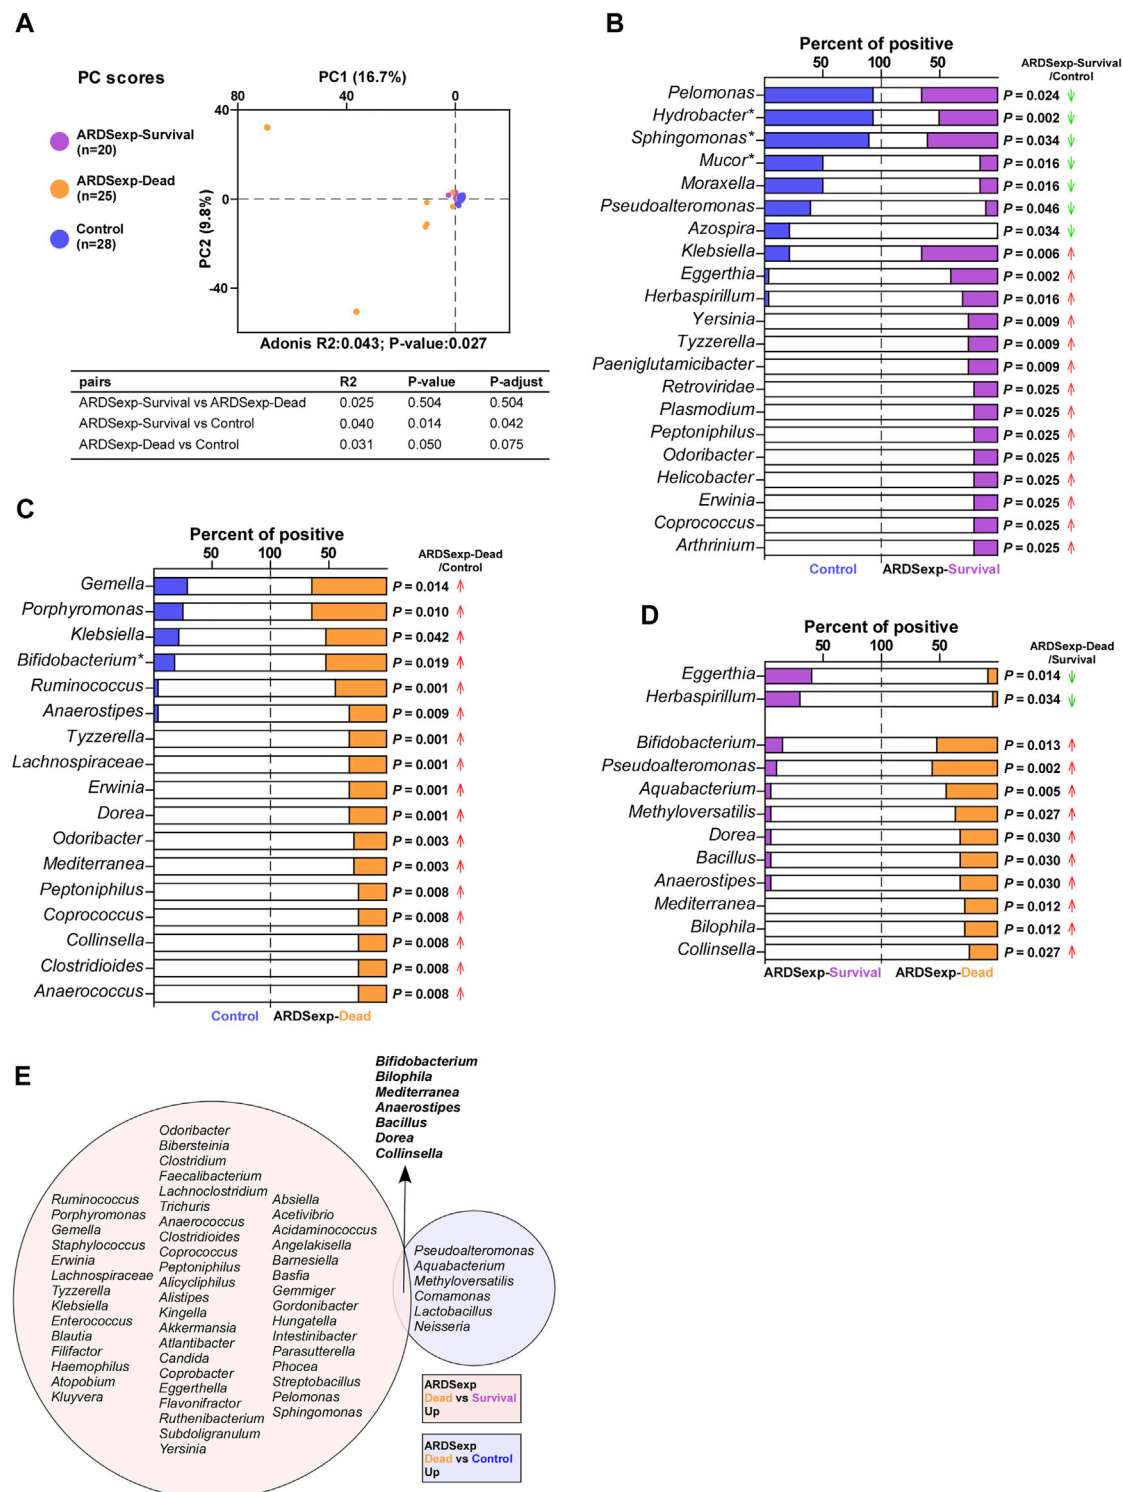 A
PC scores
PC1 (16.7%)
80
40
0
40
0
-40
PC2 (9.8%)
ARDSexp-Survival
(n=20)
ARDSexp-Dead
(n=25)
Control
(n=28)
Adonis R2:0.043; P-value:0.027
pairs R2 P-value P-adjust
ARDSexp-Survival vs ARDSexp-Dead 0.025 0.504 0.504
ARDSexp-Survival vs Control 0.040 0.014 0.042
ARDSexp-Dead vs Control 0.031 0.050 0.075
B
Percent of positive
50 100 50
ARDSexp-Survival
/Control
Pelomonas P = 0.024 ↓
Hydrobacter* P = 0.002 ↓
Sphingomonas* P = 0.034 ↓
Mucor* P = 0.016 ↓
Moraxella P = 0.016 ↓
Pseudoalteromonas P = 0.046 ↓
Azospira P = 0.034 ↓
Klebsiella P = 0.006 ↑
Eggerthia P = 0.002 ↑
Herbaspirillum P = 0.016 ↑
Yersinia P = 0.009 ↑
Tyzzerella P = 0.009 ↑
Paeniglutamicibacter P = 0.009 ↑
Retroviridae P = 0.025 ↑
Plasmodium P = 0.025 ↑
Peptoniphilus P = 0.025 ↑
Odoribacter P = 0.025 ↑
Helicobacter P = 0.025 ↑
Erwinia P = 0.025 ↑
Coprococcus P = 0.025 ↑
Arthrinium P = 0.025 ↑
Control ARDSexp-Survival
C
Percent of positive
50 100 50
ARDSexp-Dead
/Control
Gemella P = 0.014 ↑
Porphyromonas P = 0.010 ↑
Klebsiella P = 0.042 ↑
Bifidobacterium* P = 0.019 ↑
Ruminococcus P = 0.001 ↑
Anaerostipes P = 0.009 ↑
Tyzzerella P = 0.001 ↑
Lachnospiraceae P = 0.001 ↑
Erwinia P = 0.001 ↑
Dorea P = 0.001 ↑
Odoribacter P = 0.003 ↑
Mediterranea P = 0.003 ↑
Peptoniphilus P = 0.008 ↑
Coprococcus P = 0.008 ↑
Collinsella P = 0.008 ↑
Clostridioides P = 0.008 ↑
Anaerococcus P = 0.008 ↑
Control ARDSexp-Dead
D
Percent of positive
50 100 50
ARDSexp-Dead
/Survival
Eggerthia P = 0.014 ↓
Herbaspirillum P = 0.034 ↓
Bifidobacterium P = 0.013 ↑
Pseudoalteromonas P = 0.002 ↑
Aquabacterium P = 0.005 ↑
Methyloversatilis P = 0.027 ↑
Dorea P = 0.030 ↑
Bacillus P = 0.030 ↑
Anaerostipes P = 0.030 ↑
Mediterranea P = 0.012 ↑
Bilophila P = 0.012 ↑
Collinsella P = 0.027 ↑
ARDSexp-Survival ARDSexp-Dead
E
Bifidobacterium
Bilophila
Mediterranea
Anaerostipes
Bacillus
Dorea
Collinsella
Ruminococcus
Porphyromonas
Gemella
Staphylococcus
Erwinia
Lachnospiraceae
Tyzzerella
Klebsiella
Enterococcus
Blautia
Filifactor
Haemophilus
Atopobium
Kluyvera
Odoribacter
Bibersteinia
Clostridium
Faecalibacterium
Lachnoclostridium
Trichuris
Anaerococcus
Clostridioides
Coprococcus
Peptoniphilus
Alicycliphilus
Alistipes
Kingella
Akkermansia
Atlantibacter
Candida
Coprobacter
Eggerthella
Flavonifractor
Ruthenibacterium
Subdoligranulum
Yersinia
Absiella
Acetivibrio
Acidaminococcus
Angelakisella
Barnesiella
Basfia
Gemmiger
Gordonibacter
Hungatella
Intestinibacter
Parasutterella
Phocea
Streptobacillus
Pelomonas
Sphingomonas
Pseudoalteromonas
Aquabacterium
Methyloversatilis
Comamonas
Lactobacillus
Neisseria
ARDSexp
Dead vs Survival
Up
ARDSexp
Dead vs Control
Up